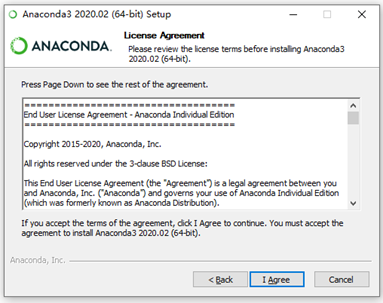 Anaconda3 2020.02 (64-bit) Setup
ANACONDA.
License Agreement
Please review the license terms before installing Anaconda3
2020.02 (64-bit).
Press Page Down to see the rest of the agreement.
===================================
End User License Agreement - Anaconda Individual Edition
===================================
Copyright 2015-2020, Anaconda, Inc.
All rights reserved under the 3-clause BSD License:
This End User License Agreement (the "Agreement") is a legal agreement between you
and Anaconda, Inc. ("Anaconda") and governs your use of Anaconda Individual Edition
(which was formerly known as Anaconda Distribution).
If you accept the terms of the agreement, click I Agree to continue. You must accept the
agreement to install Anaconda3 2020.02 (64-bit).
Anaconda, Inc.
< Back
I Agree
Cancel